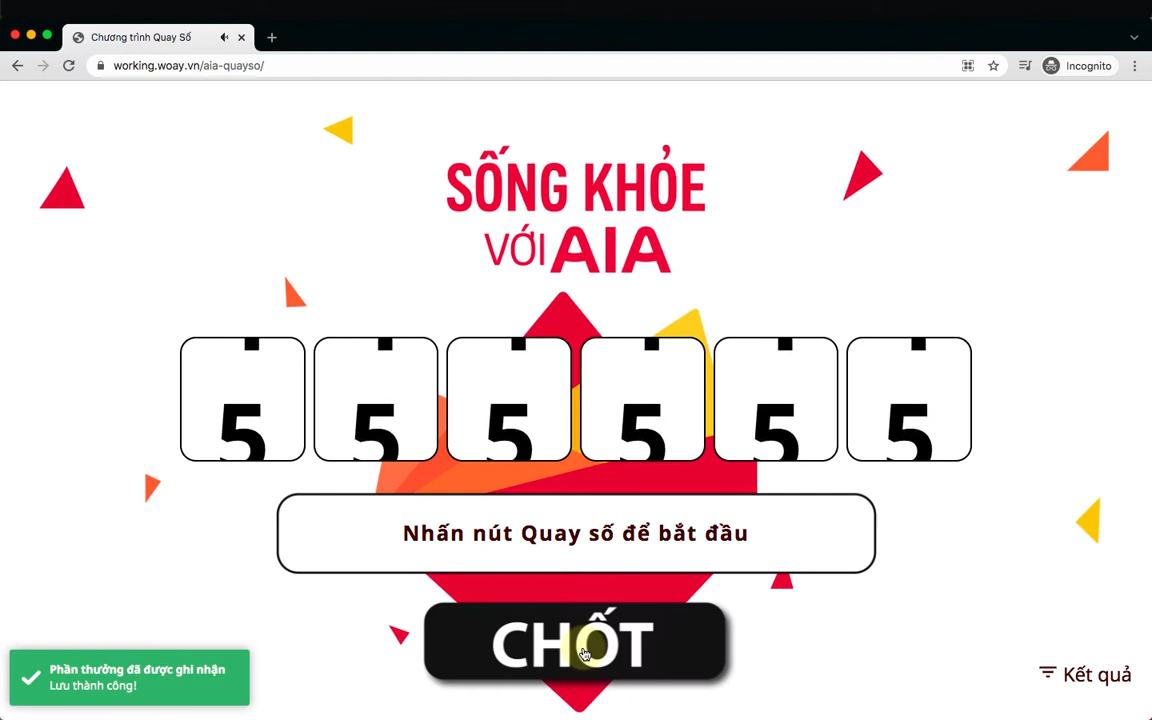 Chương trình Quay Số
working.woay.vn/aia-quayso/
Incognito
SỐNG KHỎE
VỚI AIA
5 5 5 5 5 5
Nhấn nút Quay số để bắt đầu
CHỐT
Phần thưởng đã được ghi nhận
Lưu thành công!
Kết quả